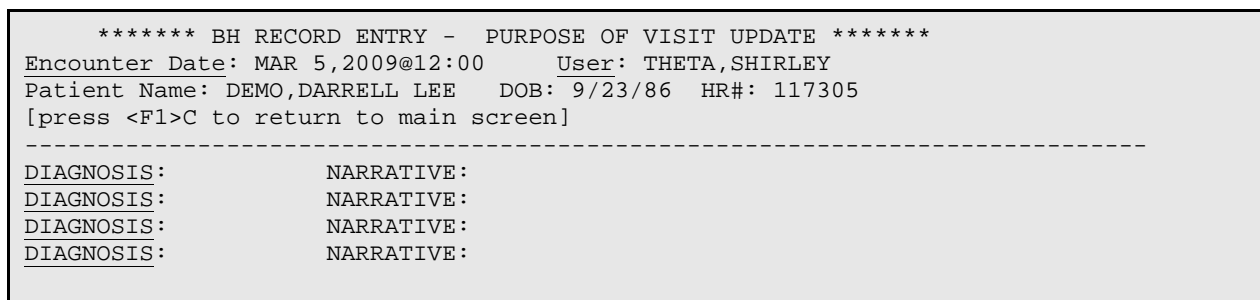 ******* BH RECORD ENTRY -  PURPOSE OF VISIT UPDATE *******
Encounter Date: MAR 5,2009@12:00     User: THETA,SHIRLEY
Patient Name: DEMO,DARRELL LEE   DOB: 9/23/86  HR#: 117305
[press <F1>C to return to main screen]
------------------------------------------------------------------------------
DIAGNOSIS:           NARRATIVE:
DIAGNOSIS:           NARRATIVE:
DIAGNOSIS:           NARRATIVE:
DIAGNOSIS:           NARRATIVE: